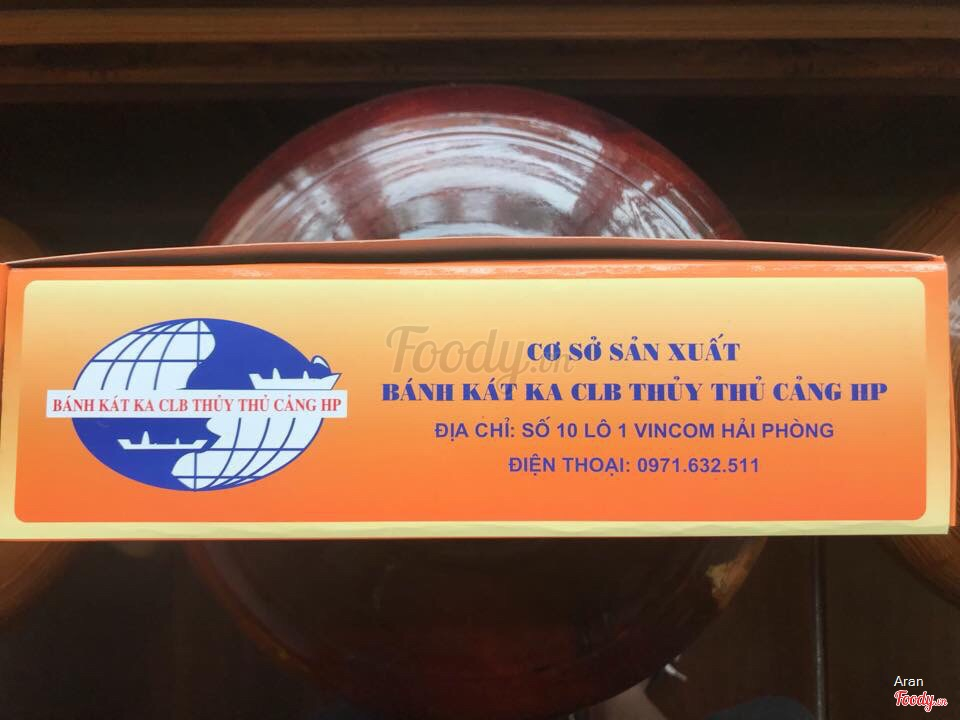 Foody.vn
CƠ SỞ SẢN XUẤT
BÁNH KÁT KA CLB THỦY THỦ CẢNG HP
BÁNH KÁT KA CLB THỦY THỦ CẢNG HP
ĐỊA CHỈ: SỐ 10 LÔ 1 VINCOM HẢI PHÒNG
ĐIỆN THOẠI: 0971.632.511
Aran
Foody.vn